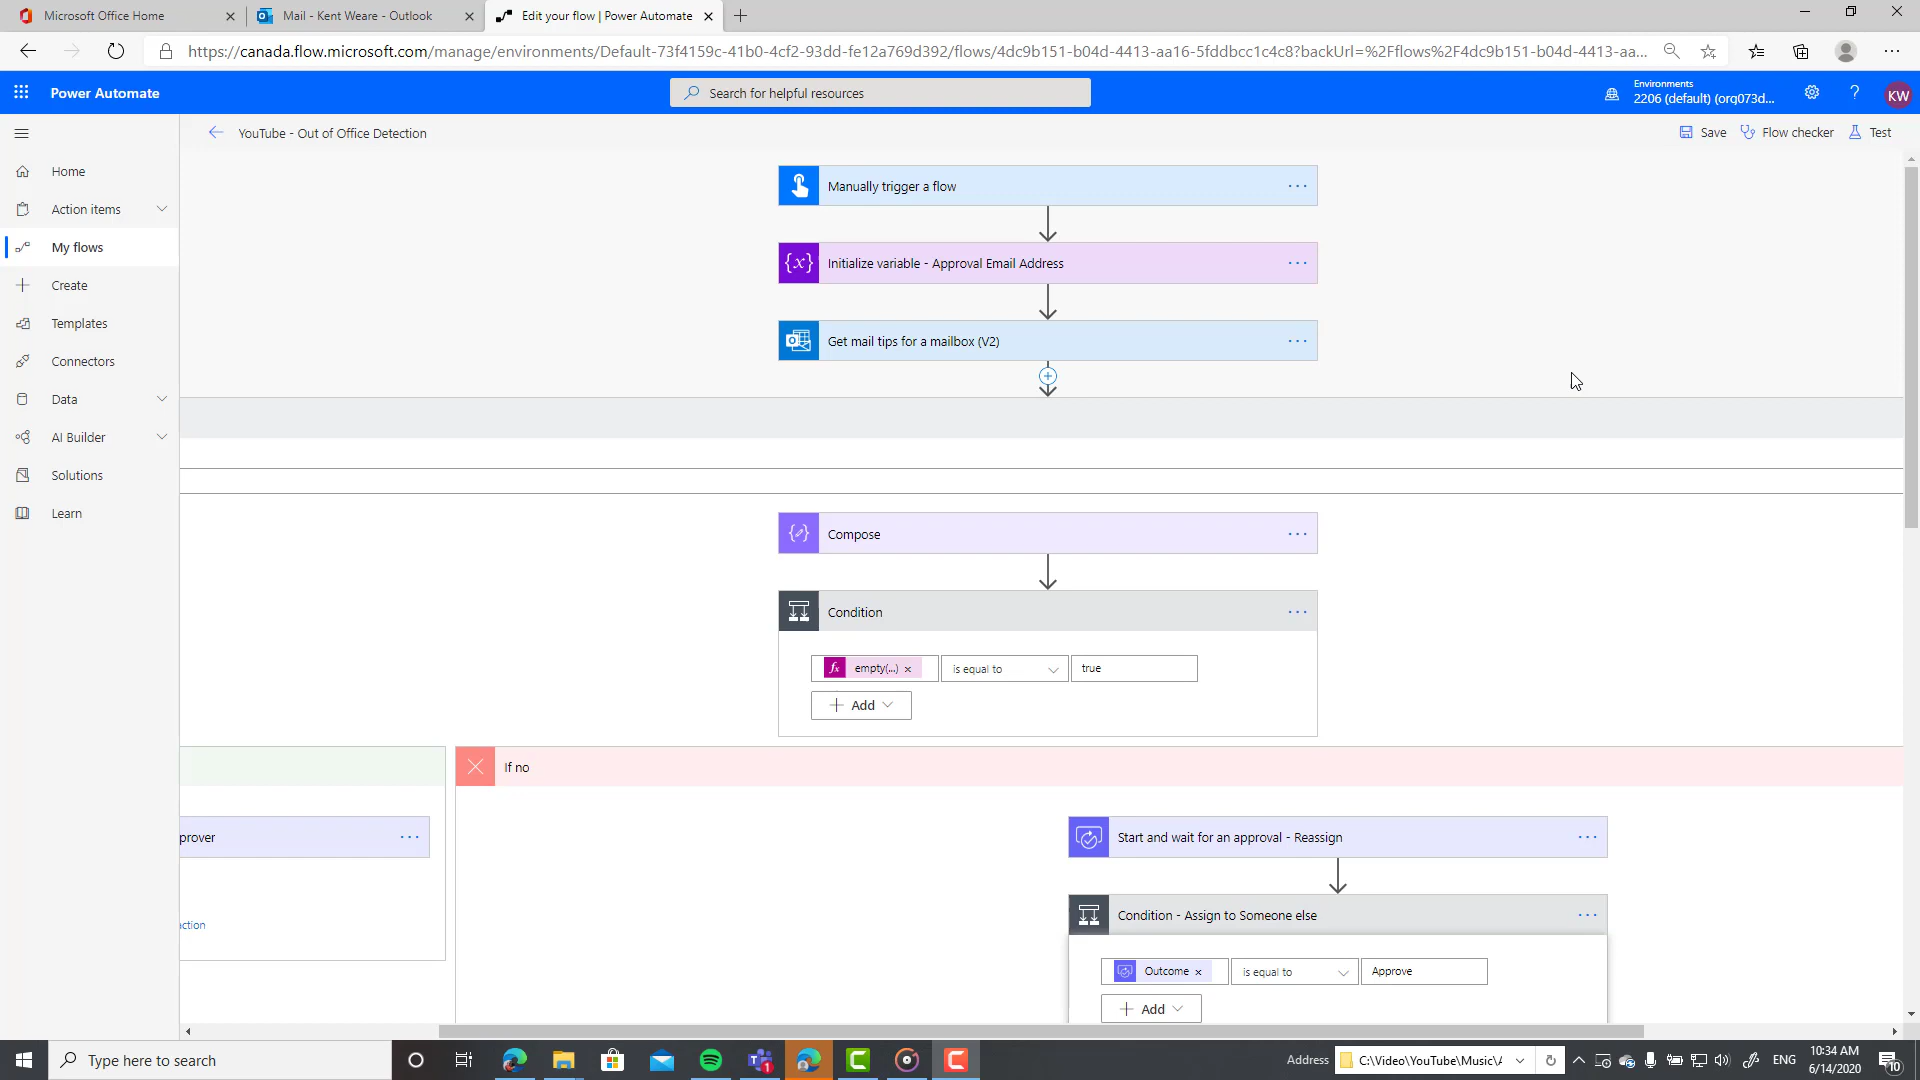 Microsoft Office Home
Mail - Kent Weare - Outlook
Edit your flow | Power Automate
https://canada.flow.microsoft.com/manage/environments/Default-73f4159c-41b0-4cf2-93dd-fe12a769d392/flows/4dc9b151-b04d-4413-aa16-5fddbcc1c4c8?backUrl=%2Fflows%2F4dc9b151-b04d-4413-aa...
Power Automate
Search for helpful resources
Environments
2206 (default) (org073d...
?
KW
YouTube - Out of Office Detection
Save
Flow checker
Test
Home
Action items
My flows
Create
Templates
Connectors
Data
AI Builder
Solutions
Learn
Manually trigger a flow
{x} Initialize variable - Approval Email Address
Get mail tips for a mailbox (V2)
Compose
Condition
fx empty(...) ×
is equal to
true
Add
If no
prover
ction
Start and wait for an approval - Reassign
Condition - Assign to Someone else
Outcome ×
is equal to
Approve
Add
Type here to search
1
Address
C:\Video\YouTube\Music\A
ENG
10:34 AM
6/14/2020
10